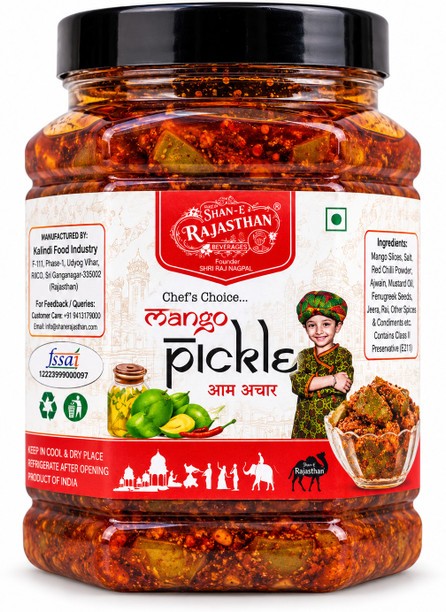 SHAN-E
RAJASTHAN
BEVERAGES
Founder
SHRI RAJ NAGPAL
MANUFACTURED BY:
Kalindi Food Industry
F-111, Phase-1, Udyog Vihar,
RIICO, Sri Ganganagar-335002
(Rajasthan)
For Feedback / Queries:
Customer Care: +91 9413179000
Email: info@shanerajasthan.com
fssai
12223999000097
Chef's Choice...
mango
pickle
आम अचार
Ingredients:
Mango Slices, Salt,
Red Chilli Powder,
Ajwain, Mustard Oil,
Fenugreek Seeds,
Jeera, Rai, Other Spices
& Condiments etc.
Contains Class II
Preservative (E211)
KEEP IN COOL & DRY PLACE
REFRIGERATE AFTER OPENING
PRODUCT OF INDIA
Shan-E
Rajasthan